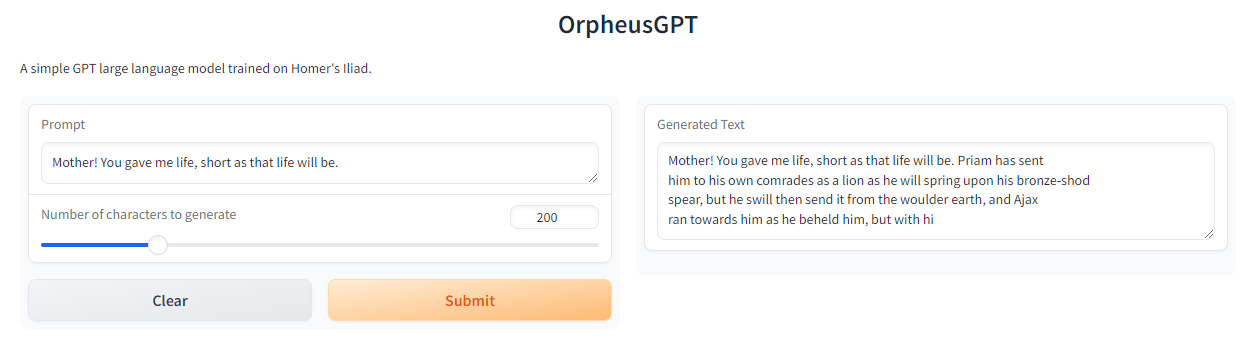 OrpheusGPT
A simple GPT large language model trained on Homer's Iliad.
Prompt
Mother! You gave me life, short as that life will be.
Number of characters to generate
200
Clear
Submit
Generated Text
Mother! You gave me life, short as that life will be. Priam has sent
him to his own comrades as a lion as he will spring upon his bronze-shod
spear, but he swill then send it from the woulder earth, and Ajax
ran towards him as he beheld him, but with hi